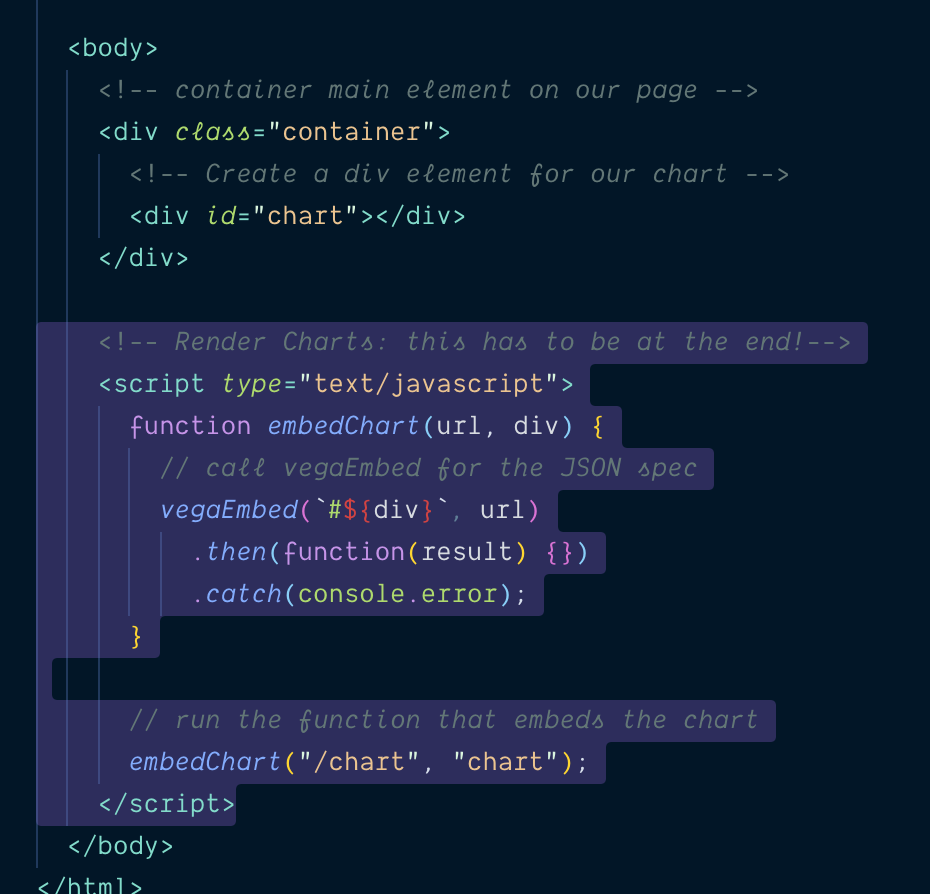 <body>
<!-- container main element on our page -->
<div class="container">
<!-- Create a div element for our chart -->
<div id="chart"></div>
</div>
<!-- Render Charts: this has to be at the end!-->
<script type="text/javascript">
function embedChart(url, div) {
// call vegaEmbed for the JSON spec
vegaEmbed(`#${div}`, url)
.then(function(result) {})
.catch(console.error);
}
// run the function that embeds the chart
embedChart("/chart", "chart");
</script>
</body>
</html>